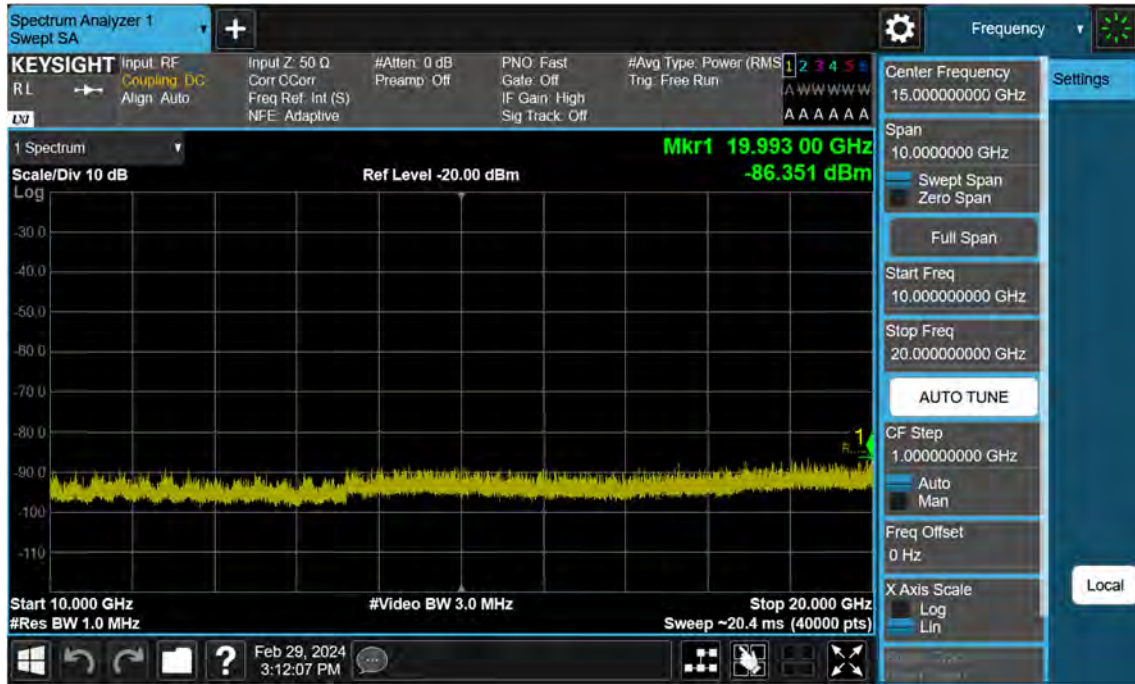 Spectrum Analyzer 1
Swept SA
+
Frequency
KEYSIGHT
RL
LXI
Input: RF
Coupling: DC
Align: Auto
Input Z: 50 Ω
Corr CCorr
Freq Ref: Int (S)
NFE: Adaptive
#Atten: 0 dB
Preamp: Off
PNO: Fast
Gate: Off
IF Gain: High
Sig Track: Off
#Avg Type: Power (RMS
Trig: Free Run
1 2 3 4 5 6
A W W W W W
A A A A A A
1 Spectrum
Scale/Div 10 dB
Ref Level -20.00 dBm
Mkr1 19.993 00 GHz
-86.351 dBm
Log
-30.0
-40.0
-50.0
-60.0
-70.0
-80.0
-90.0
-100
-110
1
Start 10.000 GHz
#Res BW 1.0 MHz
#Video BW 3.0 MHz
Stop 20.000 GHz
Sweep ~20.4 ms (40000 pts)
Center Frequency
15.000000000 GHz
Span
10.0000000 GHz
Swept Span
Zero Span
Full Span
Start Freq
10.000000000 GHz
Stop Freq
20.000000000 GHz
AUTO TUNE
CF Step
1.000000000 GHz
Auto
Man
Freq Offset
0 Hz
X Axis Scale
Log
Lin
Settings
Local
?
Feb 29, 2024
3:12:07 PM